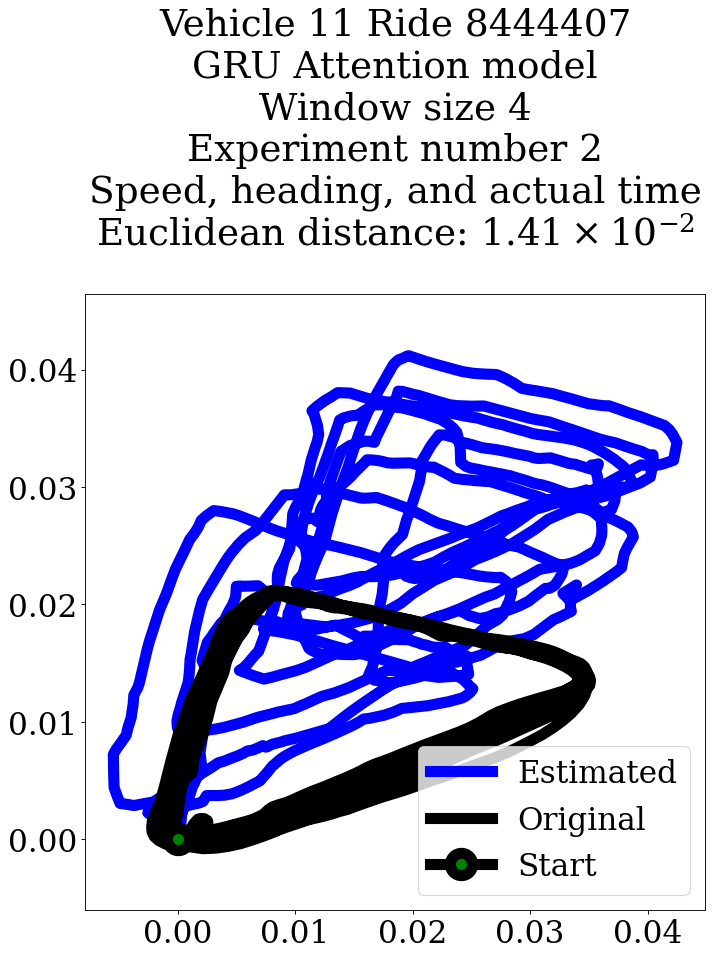 Vehicle 11 Ride 8444407
GRU Attention model
Window size 4
Experiment number 2
Speed, heading, and actual time
Euclidean distance: 1.41 × 10⁻²
0.04
0.03
0.02
0.01
0.00
Estimated
Original
Start
0.00 0.01 0.02 0.03 0.04